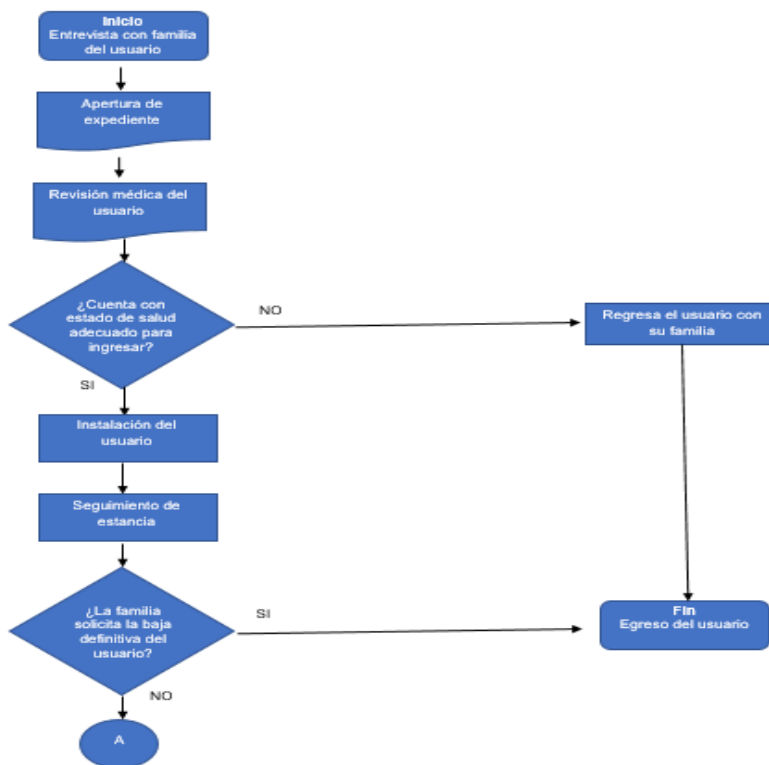 Inicio
Entrevista con familia
del usuario
Apertura de
expediente
Revisión médica del
usuario
¿Cuenta con
estado de salud
adecuado para
ingresar?
NO
Regresa el usuario con
su familia
SI
Instalación del
usuario
Seguimiento de
estancia
¿La familia
solicita la baja
definitiva del
usuario?
SI
Fin
Egreso del usuario
NO
A